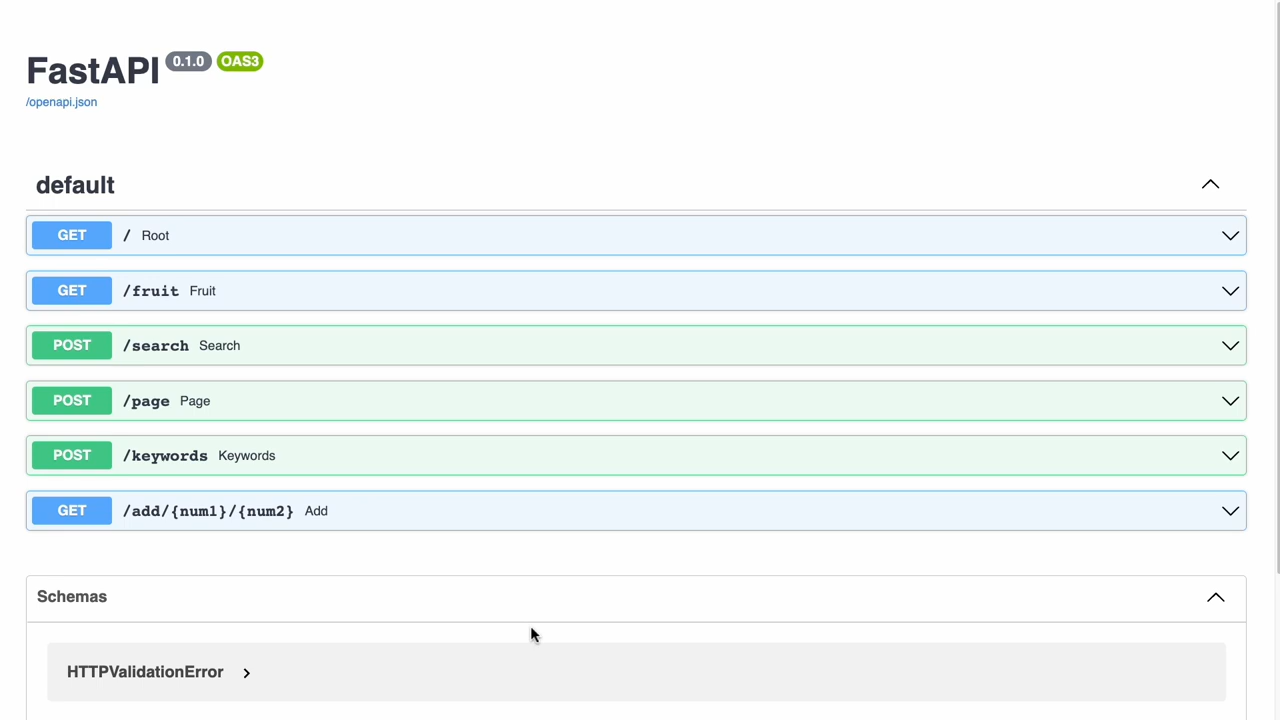 FastAPI 0.1.0 OAS3
/openapi.json
default
GET / Root
GET /fruit Fruit
POST /search Search
POST /page Page
POST /keywords Keywords
GET /add/{num1}/{num2} Add
Schemas
HTTPValidationError